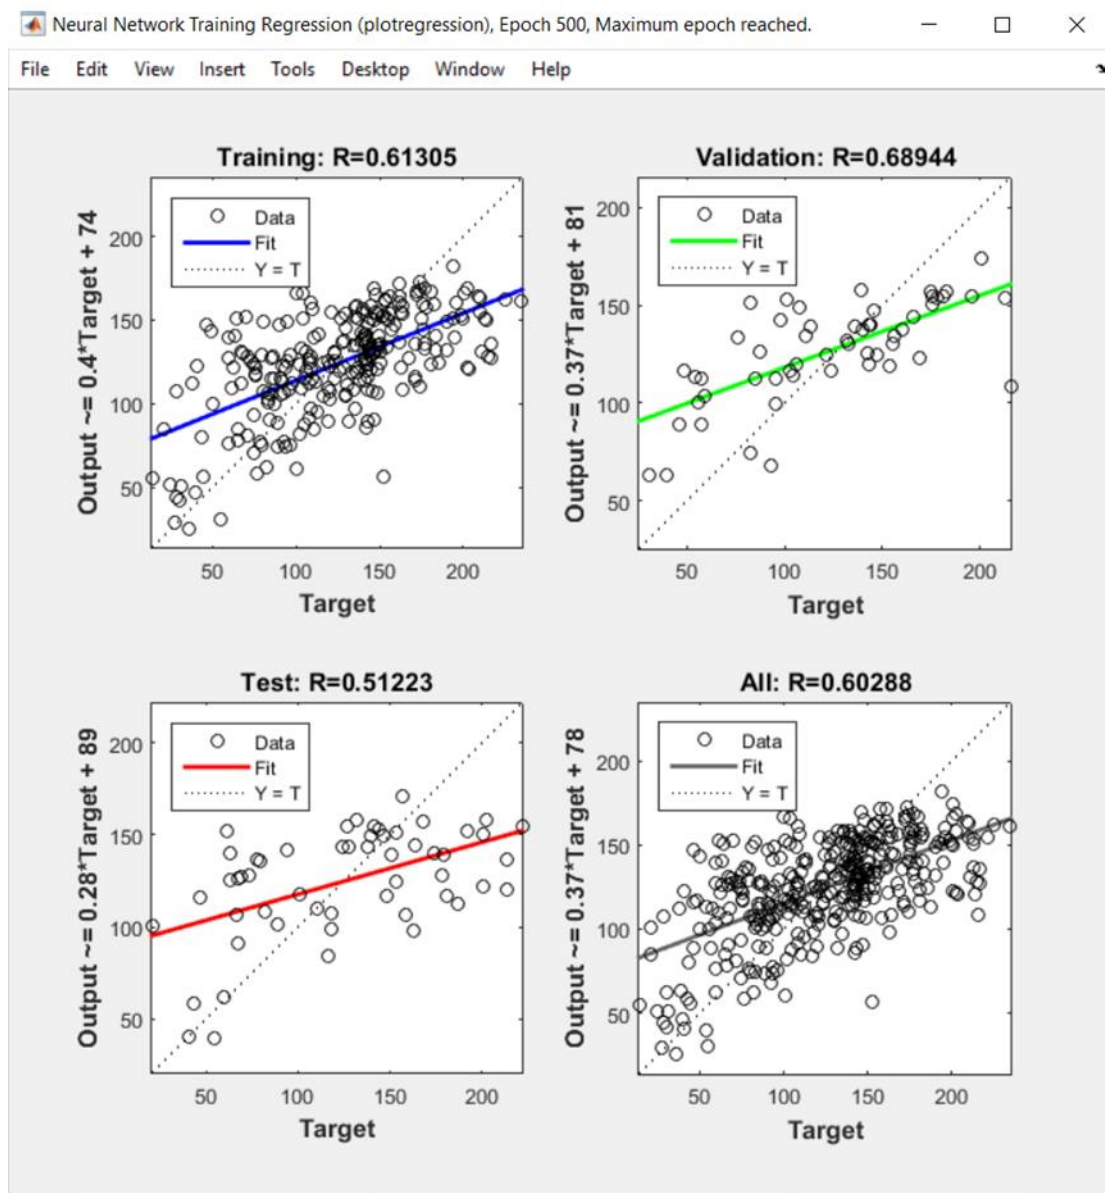 Neural Network Training Regression (plotregression), Epoch 500, Maximum epoch reached.
File Edit View Insert Tools Desktop Window Help
Training: R=0.61305
Output ~= 0.4*Target + 74
Data
Fit
Y = T
200
150
100
50
50 100 150 200
Target
Validation: R=0.68944
Output ~= 0.37*Target + 81
Data
Fit
Y = T
200
150
100
50
50 100 150 200
Target
Test: R=0.51223
Output ~= 0.28*Target + 89
Data
Fit
Y = T
200
150
100
50
50 100 150 200
Target
All: R=0.60288
Output ~= 0.37*Target + 78
Data
Fit
Y = T
200
150
100
50
50 100 150 200
Target